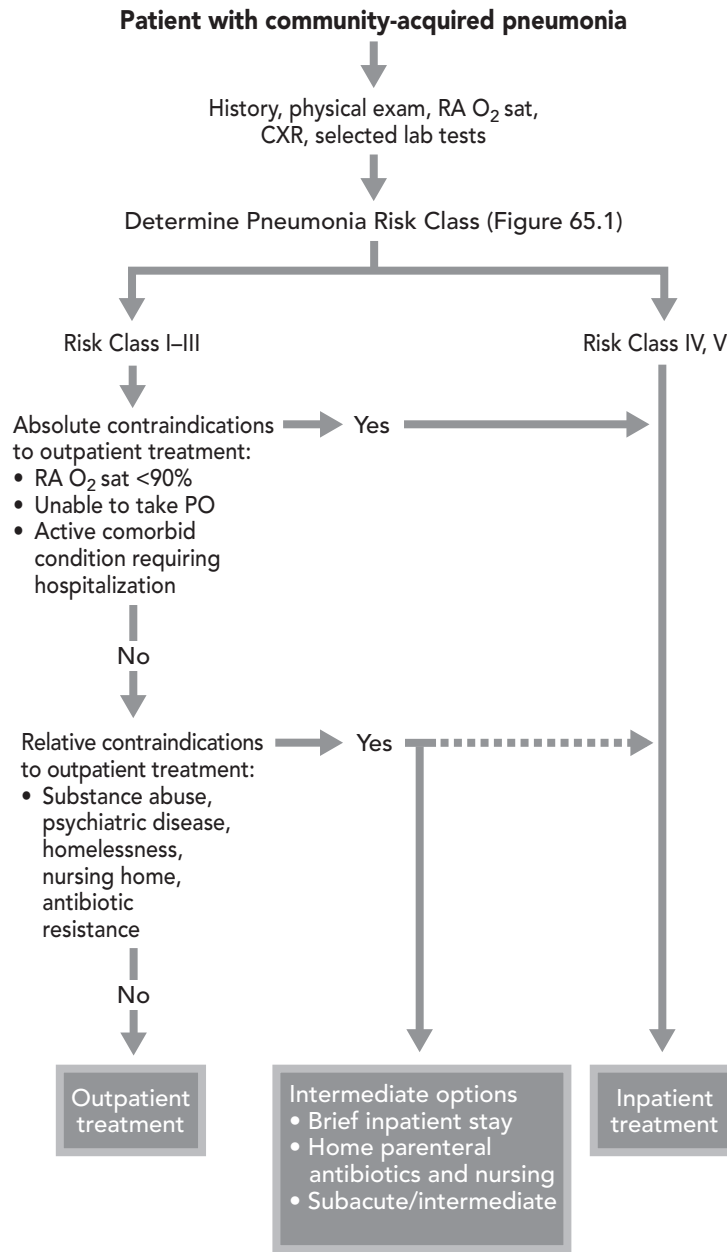 Patient with community-acquired pneumonia
History, physical exam, RA O2 sat,
CXR, selected lab tests
Determine Pneumonia Risk Class (Figure 65.1)
Risk Class I–III
Risk Class IV, V
Absolute contraindications
to outpatient treatment:
• RA O2 sat <90%
• Unable to take PO
• Active comorbid
condition requiring
hospitalization
Yes
No
Relative contraindications
to outpatient treatment:
• Substance abuse,
psychiatric disease,
homelessness,
nursing home,
antibiotic
resistance
Yes
No
Outpatient
treatment
Intermediate options
• Brief inpatient stay
• Home parenteral
antibiotics and nursing
• Subacute/intermediate
Inpatient
treatment